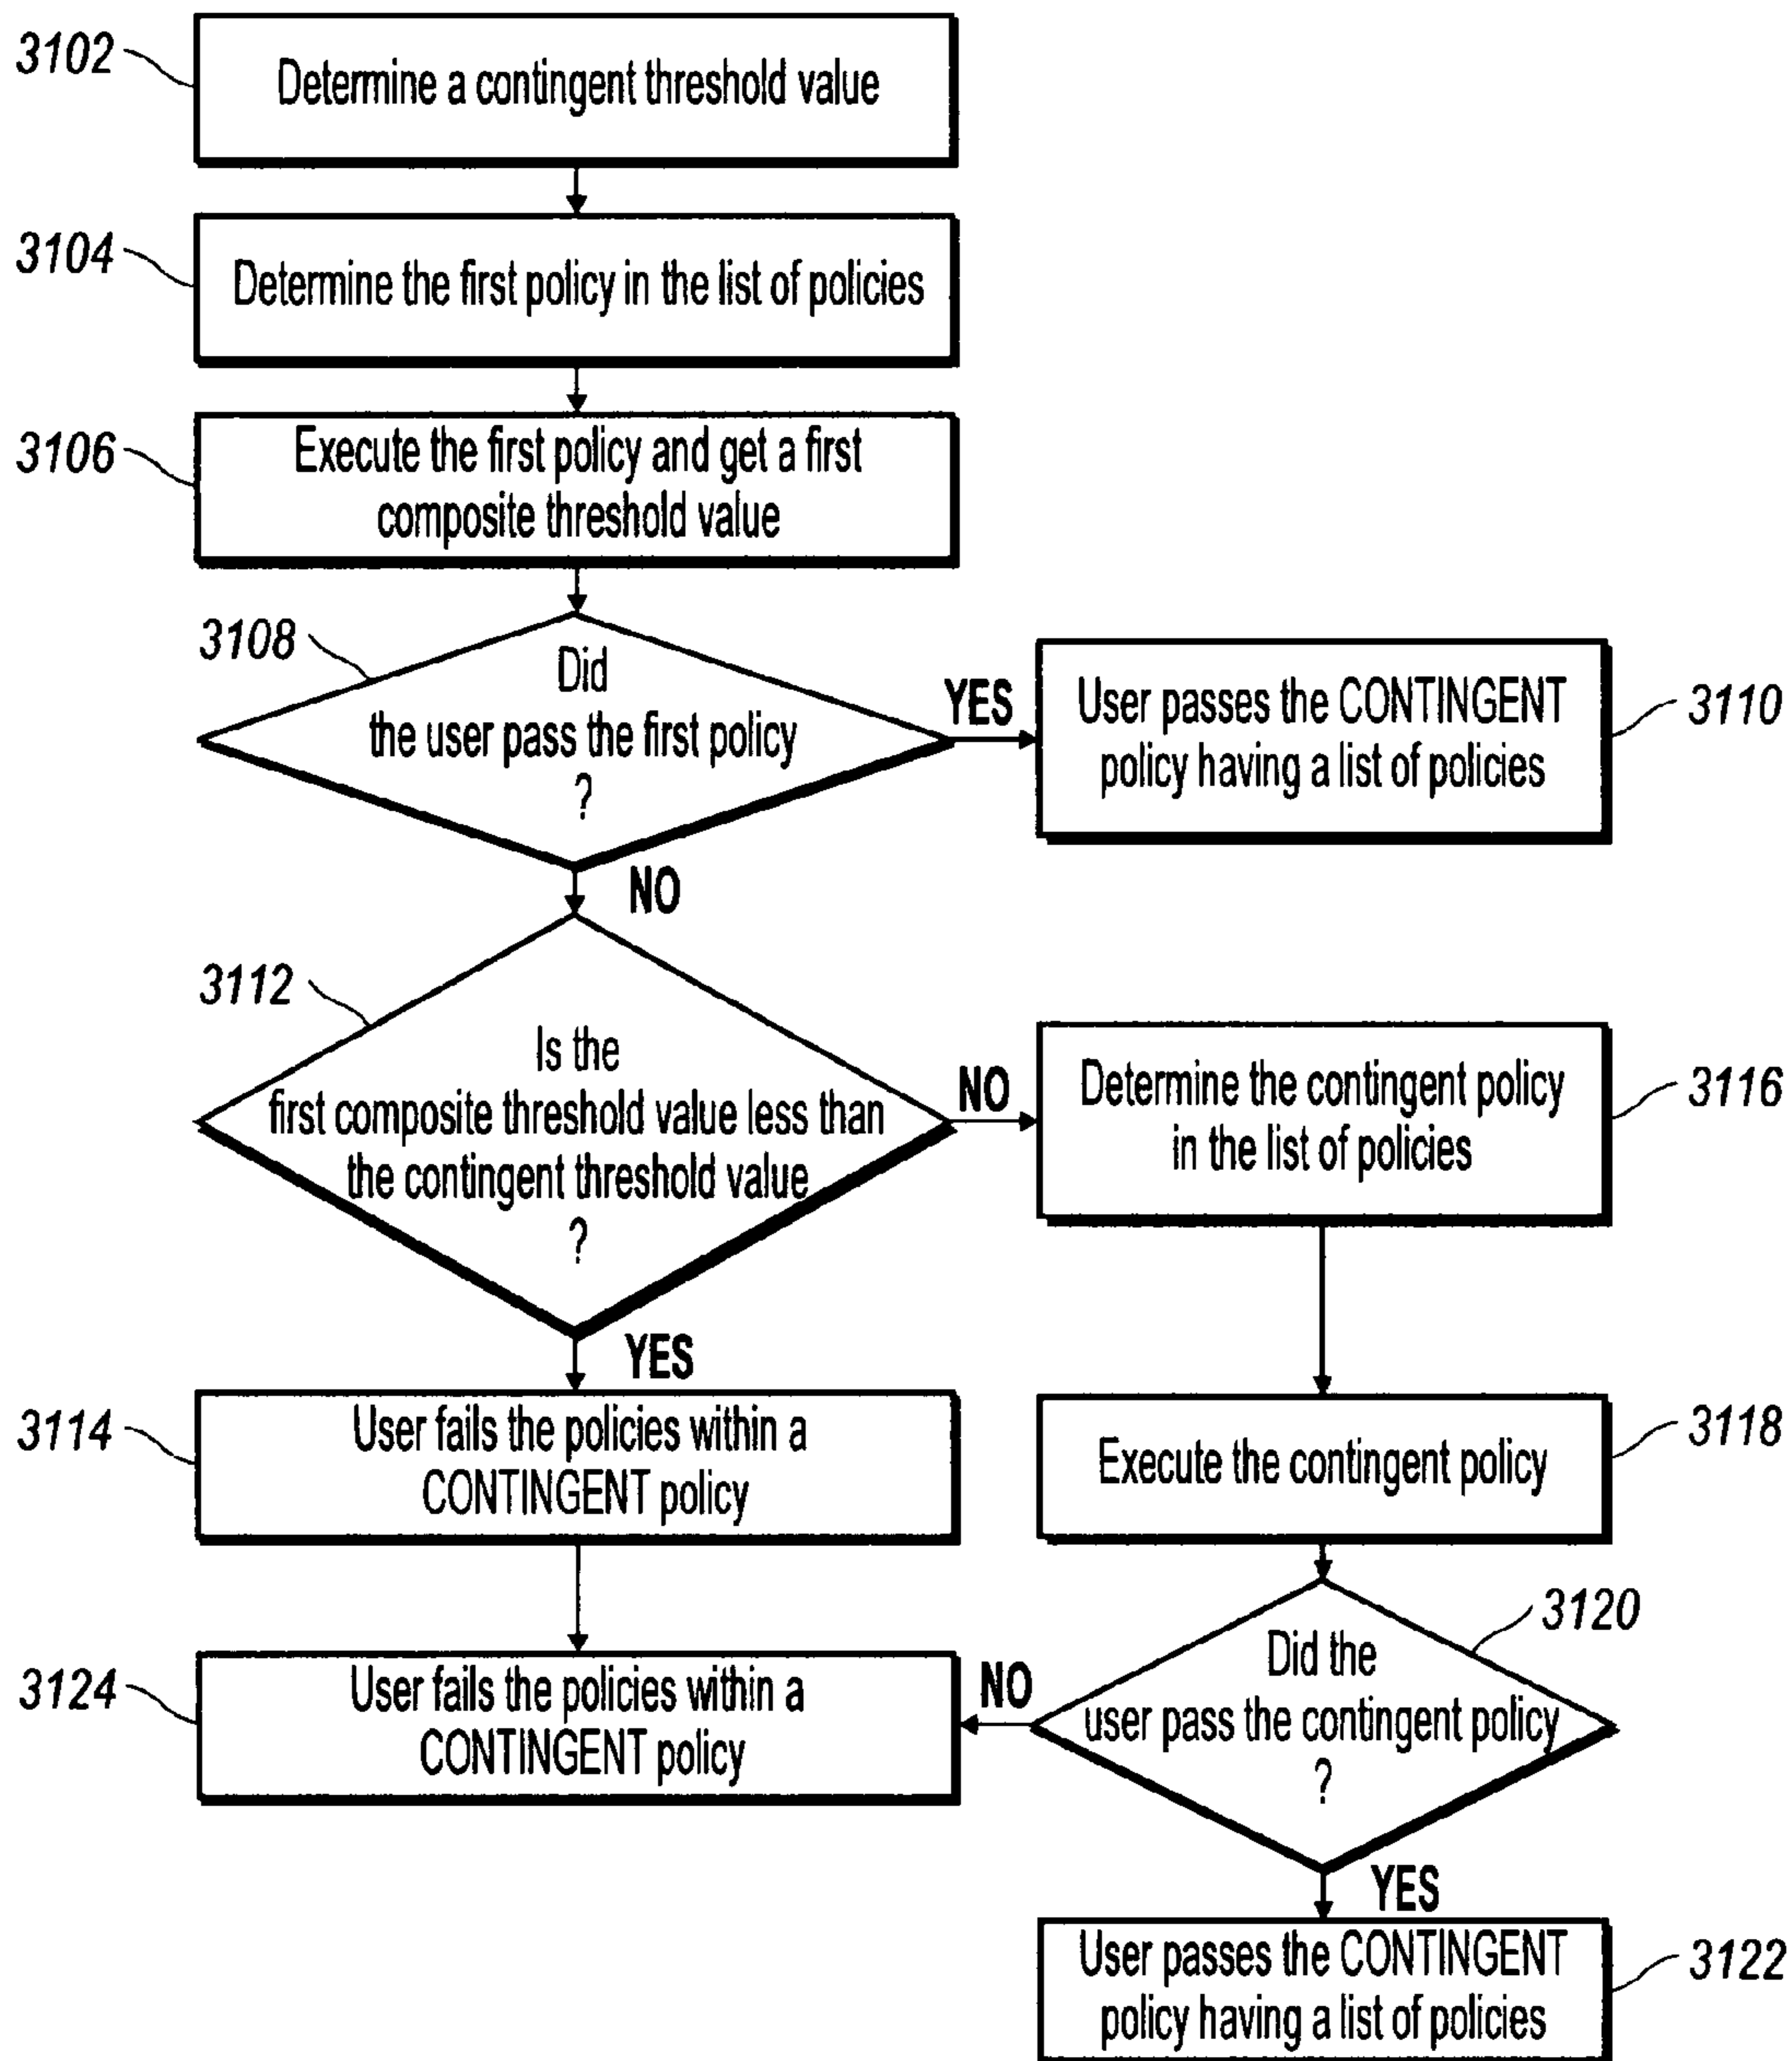 3102
Determine a contingent threshold value
3104
Determine the first policy in the list of policies
3106
Execute the first policy and get a first
composite threshold value
3108
Did
the user pass the first policy
?
YES
User passes the CONTINGENT
policy having a list of policies
3110
NO
3112
Is the
first composite threshold value less than
the contingent threshold value
?
NO
Determine the contingent policy
in the list of policies
3116
YES
3114
User fails the policies within a
CONTINGENT policy
Execute the contingent policy
3118
3120
Did the
user pass the contingent policy
?
NO
3124
User fails the policies within a
CONTINGENT policy
YES
User passes the CONTINGENT
policy having a list of policies
3122